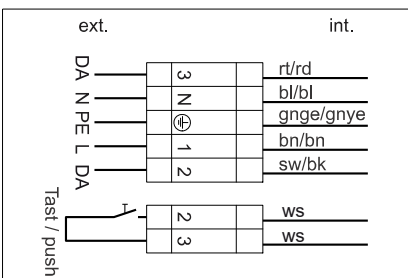 ext. int.
DA 3 rt/rd
N N bl/bl
PE gnge/gnye
L 1 bn/bn
DA 2 sw/bk
Tast / push
2 ws
3 ws